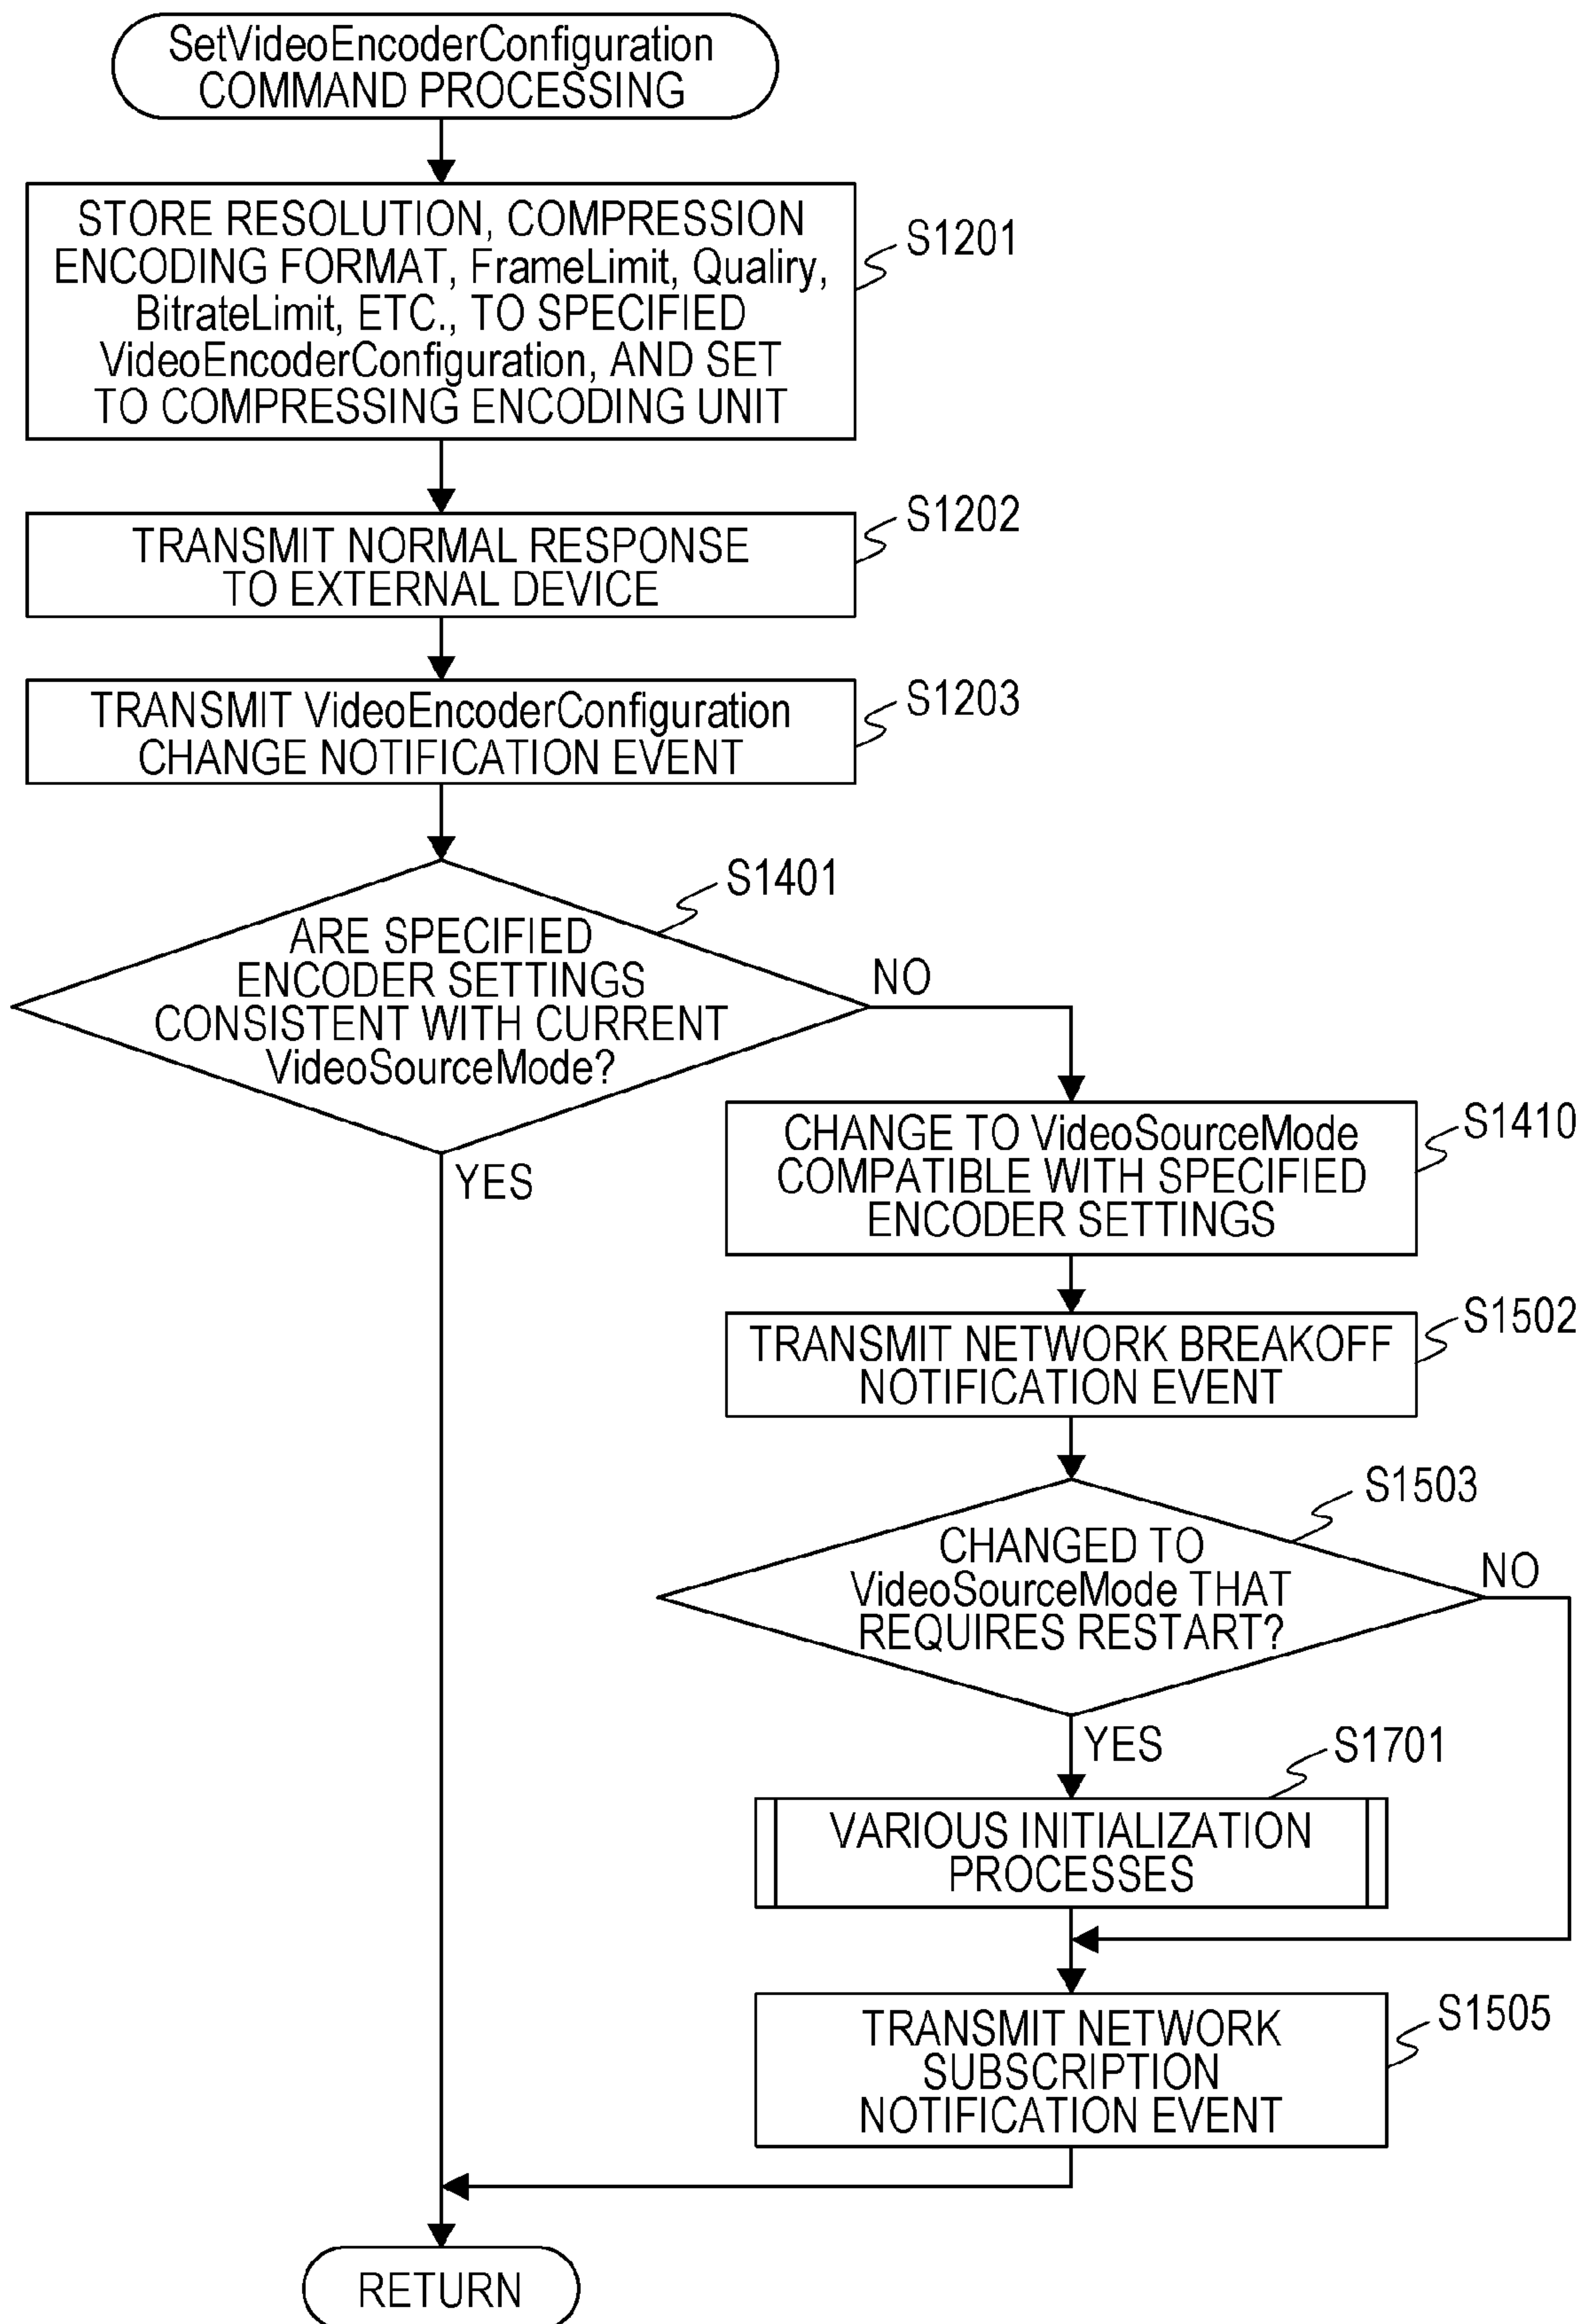 SetVideoEncoderConfiguration
COMMAND PROCESSING
STORE RESOLUTION, COMPRESSION
ENCODING FORMAT, FrameLimit, Qualiry,
BitrateLimit, ETC., TO SPECIFIED
VideoEncoderConfiguration, AND SET
TO COMPRESSING ENCODING UNIT
S1201
TRANSMIT NORMAL RESPONSE
TO EXTERNAL DEVICE
S1202
TRANSMIT VideoEncoderConfiguration
CHANGE NOTIFICATION EVENT
S1203
ARE SPECIFIED
ENCODER SETTINGS
CONSISTENT WITH CURRENT
VideoSourceMode?
S1401
NO
YES
CHANGE TO VideoSourceMode
COMPATIBLE WITH SPECIFIED
ENCODER SETTINGS
S1410
TRANSMIT NETWORK BREAKOFF
NOTIFICATION EVENT
S1502
CHANGED TO
VideoSourceMode THAT
REQUIRES RESTART?
S1503
NO
YES
VARIOUS INITIALIZATION
PROCESSES
S1701
TRANSMIT NETWORK
SUBSCRIPTION
NOTIFICATION EVENT
S1505
RETURN